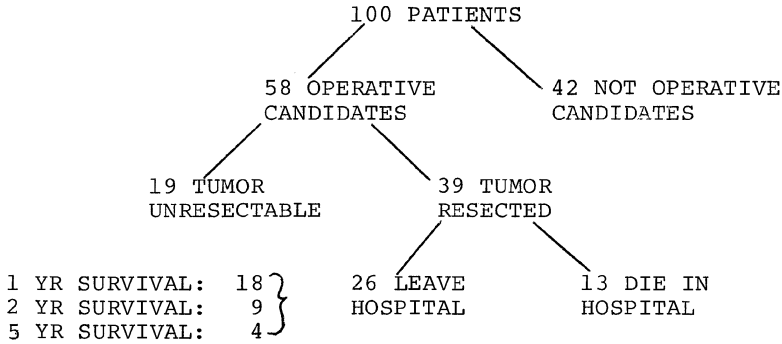 100 PATIENTS
58 OPERATIVE
CANDIDATES
42 NOT OPERATIVE
CANDIDATES
19 TUMOR
UNRESECTABLE
39 TUMOR
RESECTED
1 YR SURVIVAL: 18
2 YR SURVIVAL: 9
5 YR SURVIVAL: 4
26 LEAVE
HOSPITAL
13 DIE IN
HOSPITAL